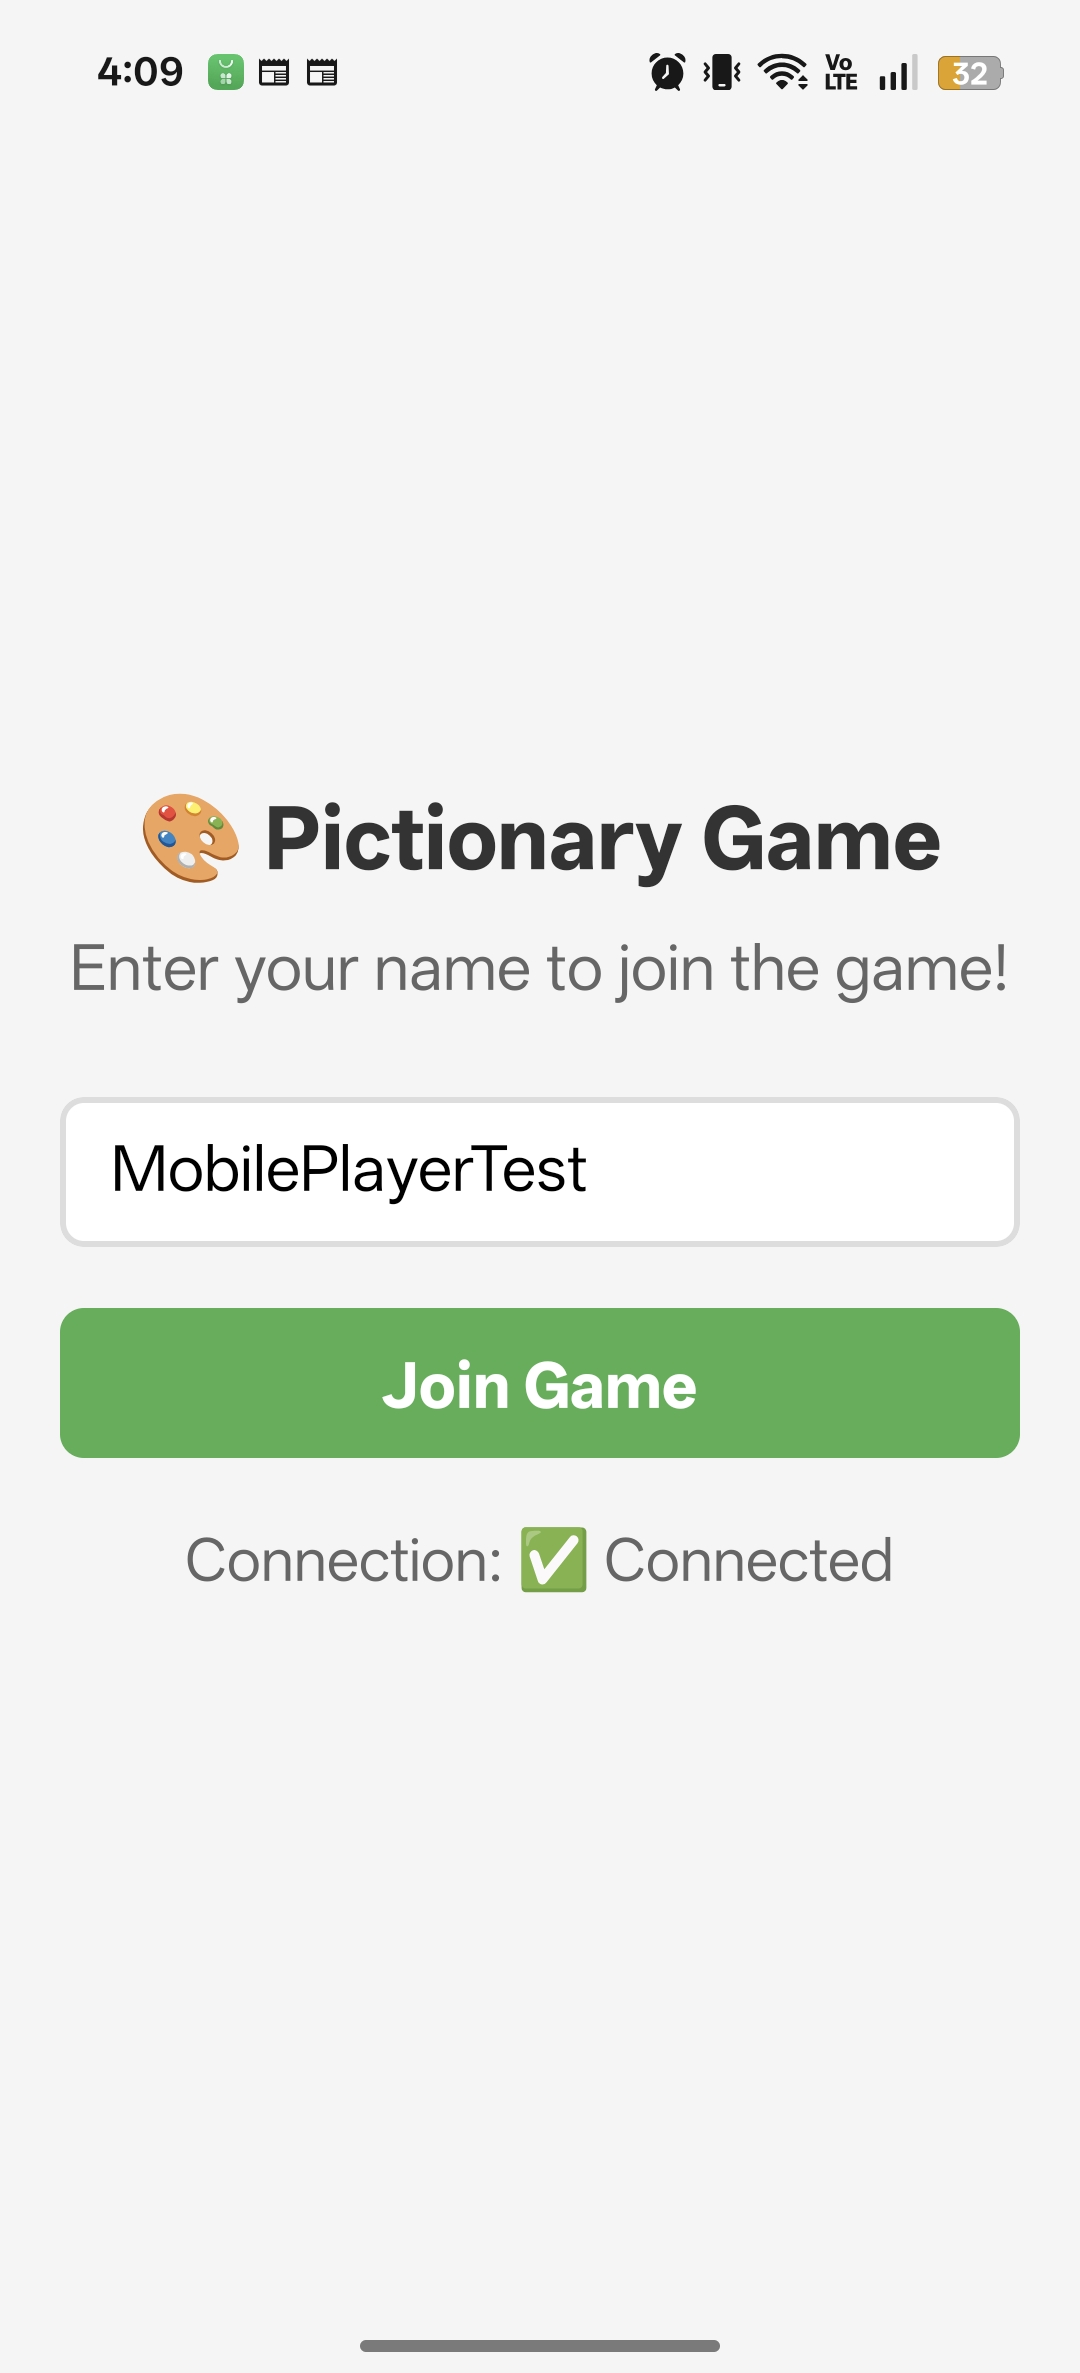 4:09
Vo
LTE
32
Pictionary Game
Enter your name to join the game!
MobilePlayerTest
Join Game
Connection: ✅ Connected